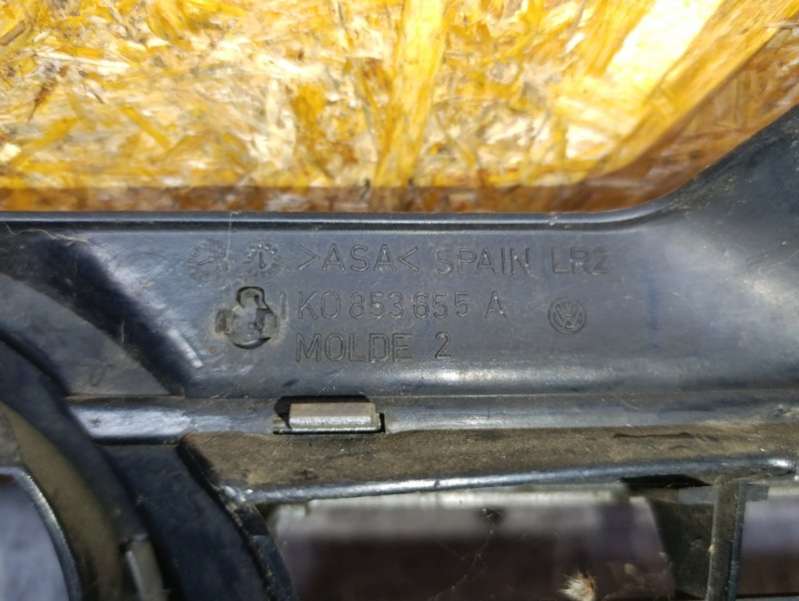 >ASA< SPAIN LR2
1K0 853 655 A
MOLDE 2